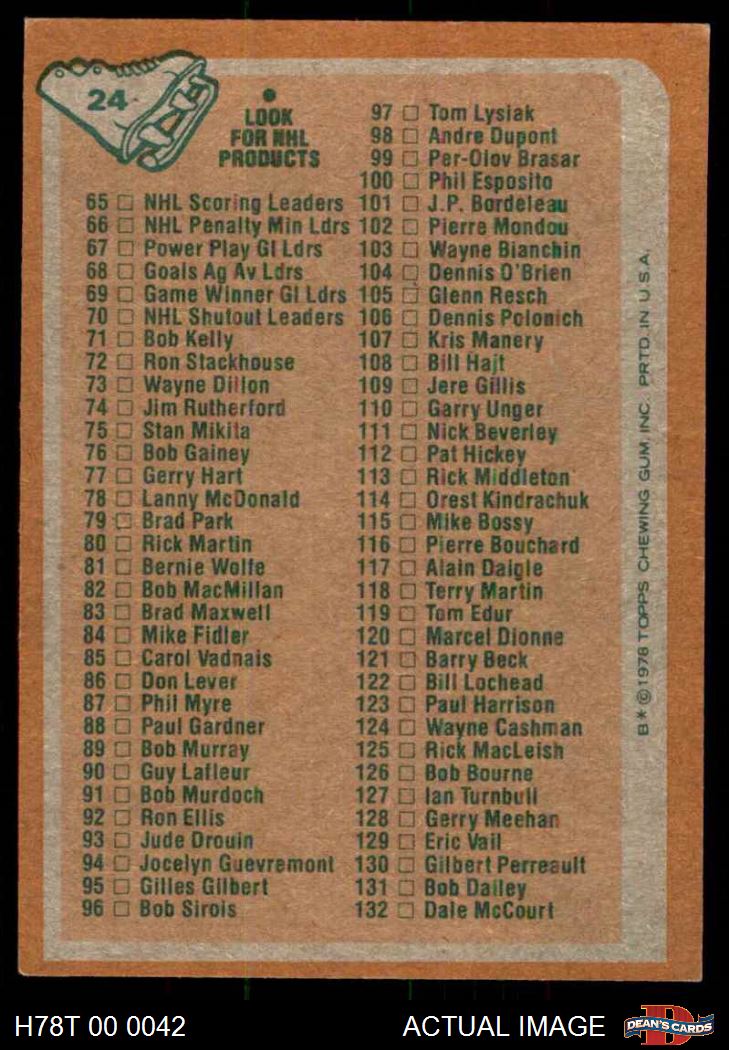 24
LOOK
FOR NHL
PRODUCTS
65 NHL Scoring Leaders
66 NHL Penalty Min Ldrs
67 Power Play Gl Ldrs
68 Goals Ag Av Ldrs
69 Game Winner Gl Ldrs
70 NHL Shutout Leaders
71 Bob Kelly
72 Ron Stackhouse
73 Wayne Dillon
74 Jim Rutherford
75 Stan Mikita
76 Bob Gainey
77 Gerry Hart
78 Lanny McDonald
79 Brad Park
80 Rick Martin
81 Bernie Wolfe
82 Bob MacMillan
83 Brad Maxwell
84 Mike Fidler
85 Carol Vadnais
86 Don Lever
87 Phil Myre
88 Paul Gardner
89 Bob Murray
90 Guy Lafleur
91 Bob Murdoch
92 Ron Ellis
93 Jude Drouin
94 Jocelyn Guevremont
95 Gilles Gilbert
96 Bob Sirois
97 Tom Lysiak
98 Andre Dupont
99 Per-Olov Brasar
100 Phil Esposito
101 J.P. Bordeleau
102 Pierre Mondou
103 Wayne Bianchin
104 Dennis O'Brien
105 Glenn Resch
106 Dennis Polonich
107 Kris Manery
108 Bill Hajt
109 Jere Gillis
110 Garry Unger
111 Nick Beverley
112 Pat Hickey
113 Rick Middleton
114 Orest Kindrachuk
115 Mike Bossy
116 Pierre Bouchard
117 Alain Daigle
118 Terry Martin
119 Tom Edur
120 Marcel Dionne
121 Barry Beck
122 Bill Lochead
123 Paul Harrison
124 Wayne Cashman
125 Rick MacLeish
126 Bob Bourne
127 Ian Turnbull
128 Gerry Meehan
129 Eric Vail
130 Gilbert Perreault
131 Bob Dailey
132 Dale McCourt
B*©1978 TOPPS CHEWING GUM, INC. PRTD. IN U.S.A.
H78T 00 0042
ACTUAL IMAGE
DEAN'S CARDS